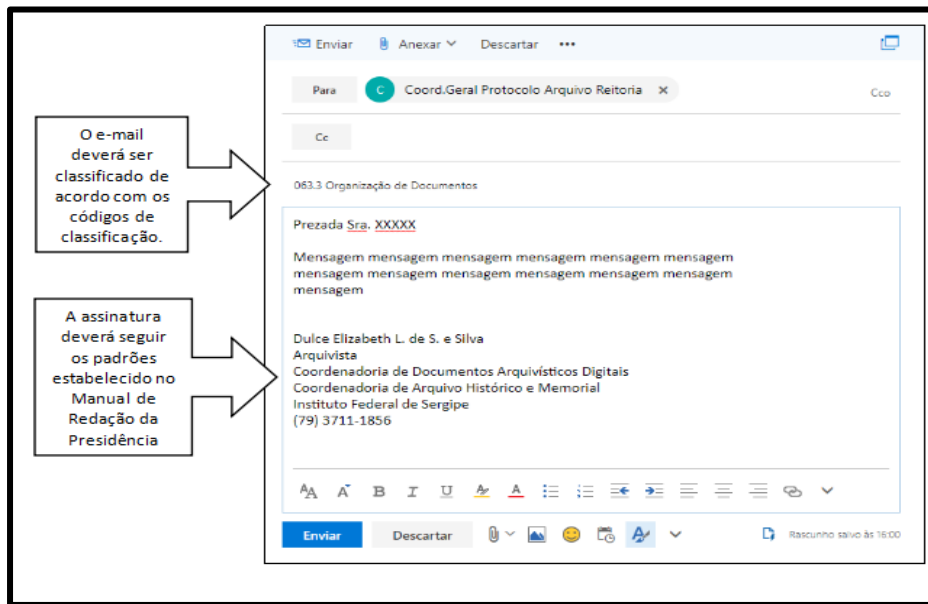 Enviar Anexar Descartar •••
Para C Coord.Geral Protocolo Arquivo Reitoria × Cco
Cc
O e-mail
deverá ser
classificado de
acordo com os
códigos de
classificação.
063.3 Organização de Documentos
Prezada Sra. XXXXX
Mensagem mensagem mensagem mensagem mensagem mensagem
mensagem mensagem mensagem mensagem mensagem mensagem
mensagem
A assinatura
deverá seguir
os padrões
estabelecido no
Manual de
Redação da
Presidência
Dulce Elizabeth L. de S. e Silva
Arquivista
Coordenadoria de Documentos Arquivísticos Digitais
Coordenadoria de Arquivo Histórico e Memorial
Instituto Federal de Sergipe
(79) 3711-1856
AA A B I U A
Enviar Descartar A Rascunho salvo às 16:00